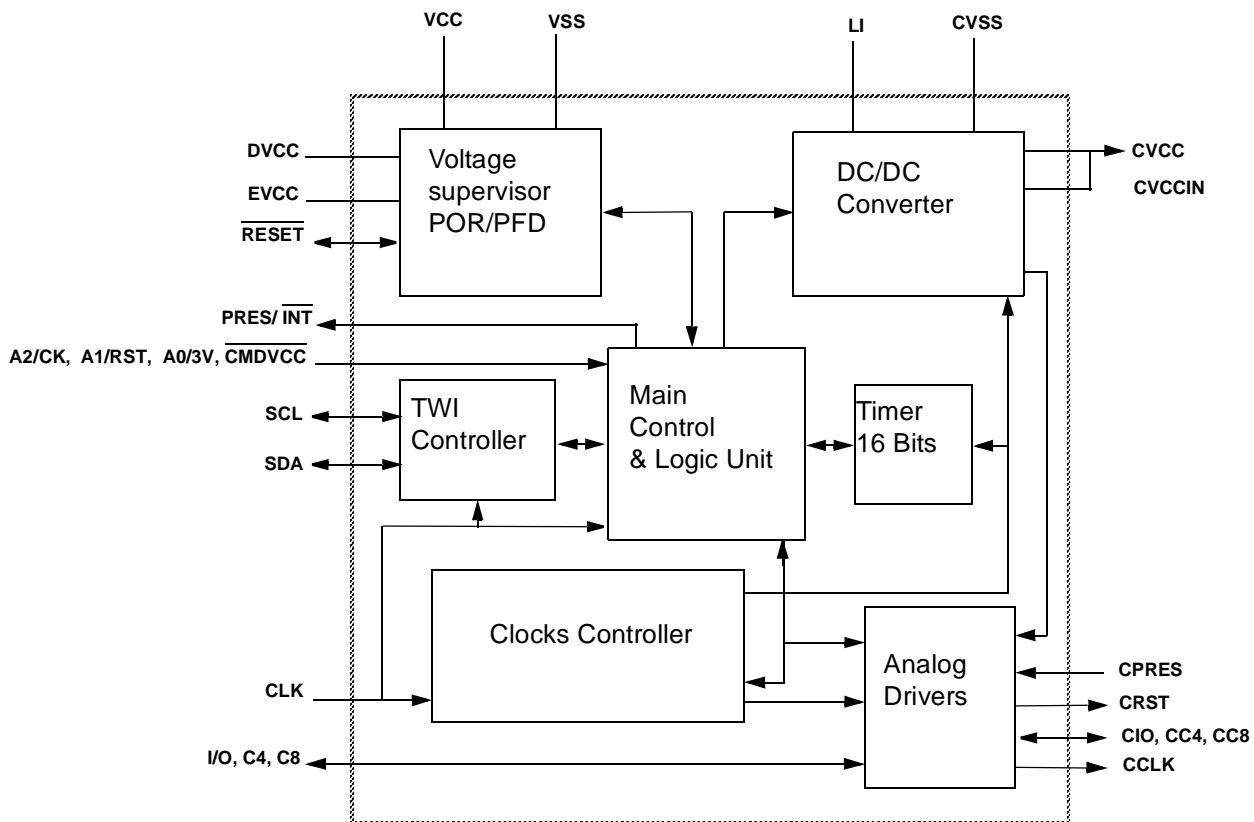 VCC
VSS
LI
CVSS
DVCC
EVCC
RESET
Voltage
supervisor
POR/PFD
DC/DC
Converter
CVCC
CVCCIN
PRES/ INT
A2/CK, A1/RST, A0/3V, CMDVCC
SCL
SDA
TWI
Controller
Main
Control
& Logic Unit
Timer
16 Bits
Clocks Controller
CLK
I/O, C4, C8
Analog
Drivers
CPRES
CRST
CIO, CC4, CC8
CCLK